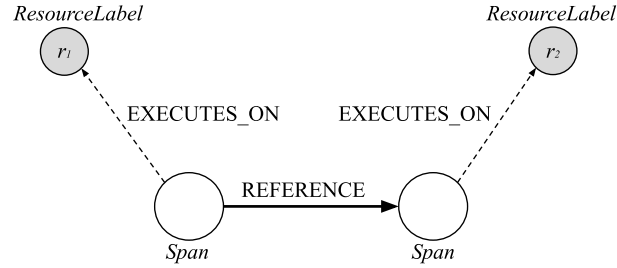 ResourceLabel ResourceLabel
r1 r2
EXECUTES_ON EXECUTES_ON
REFERENCE
Span Span